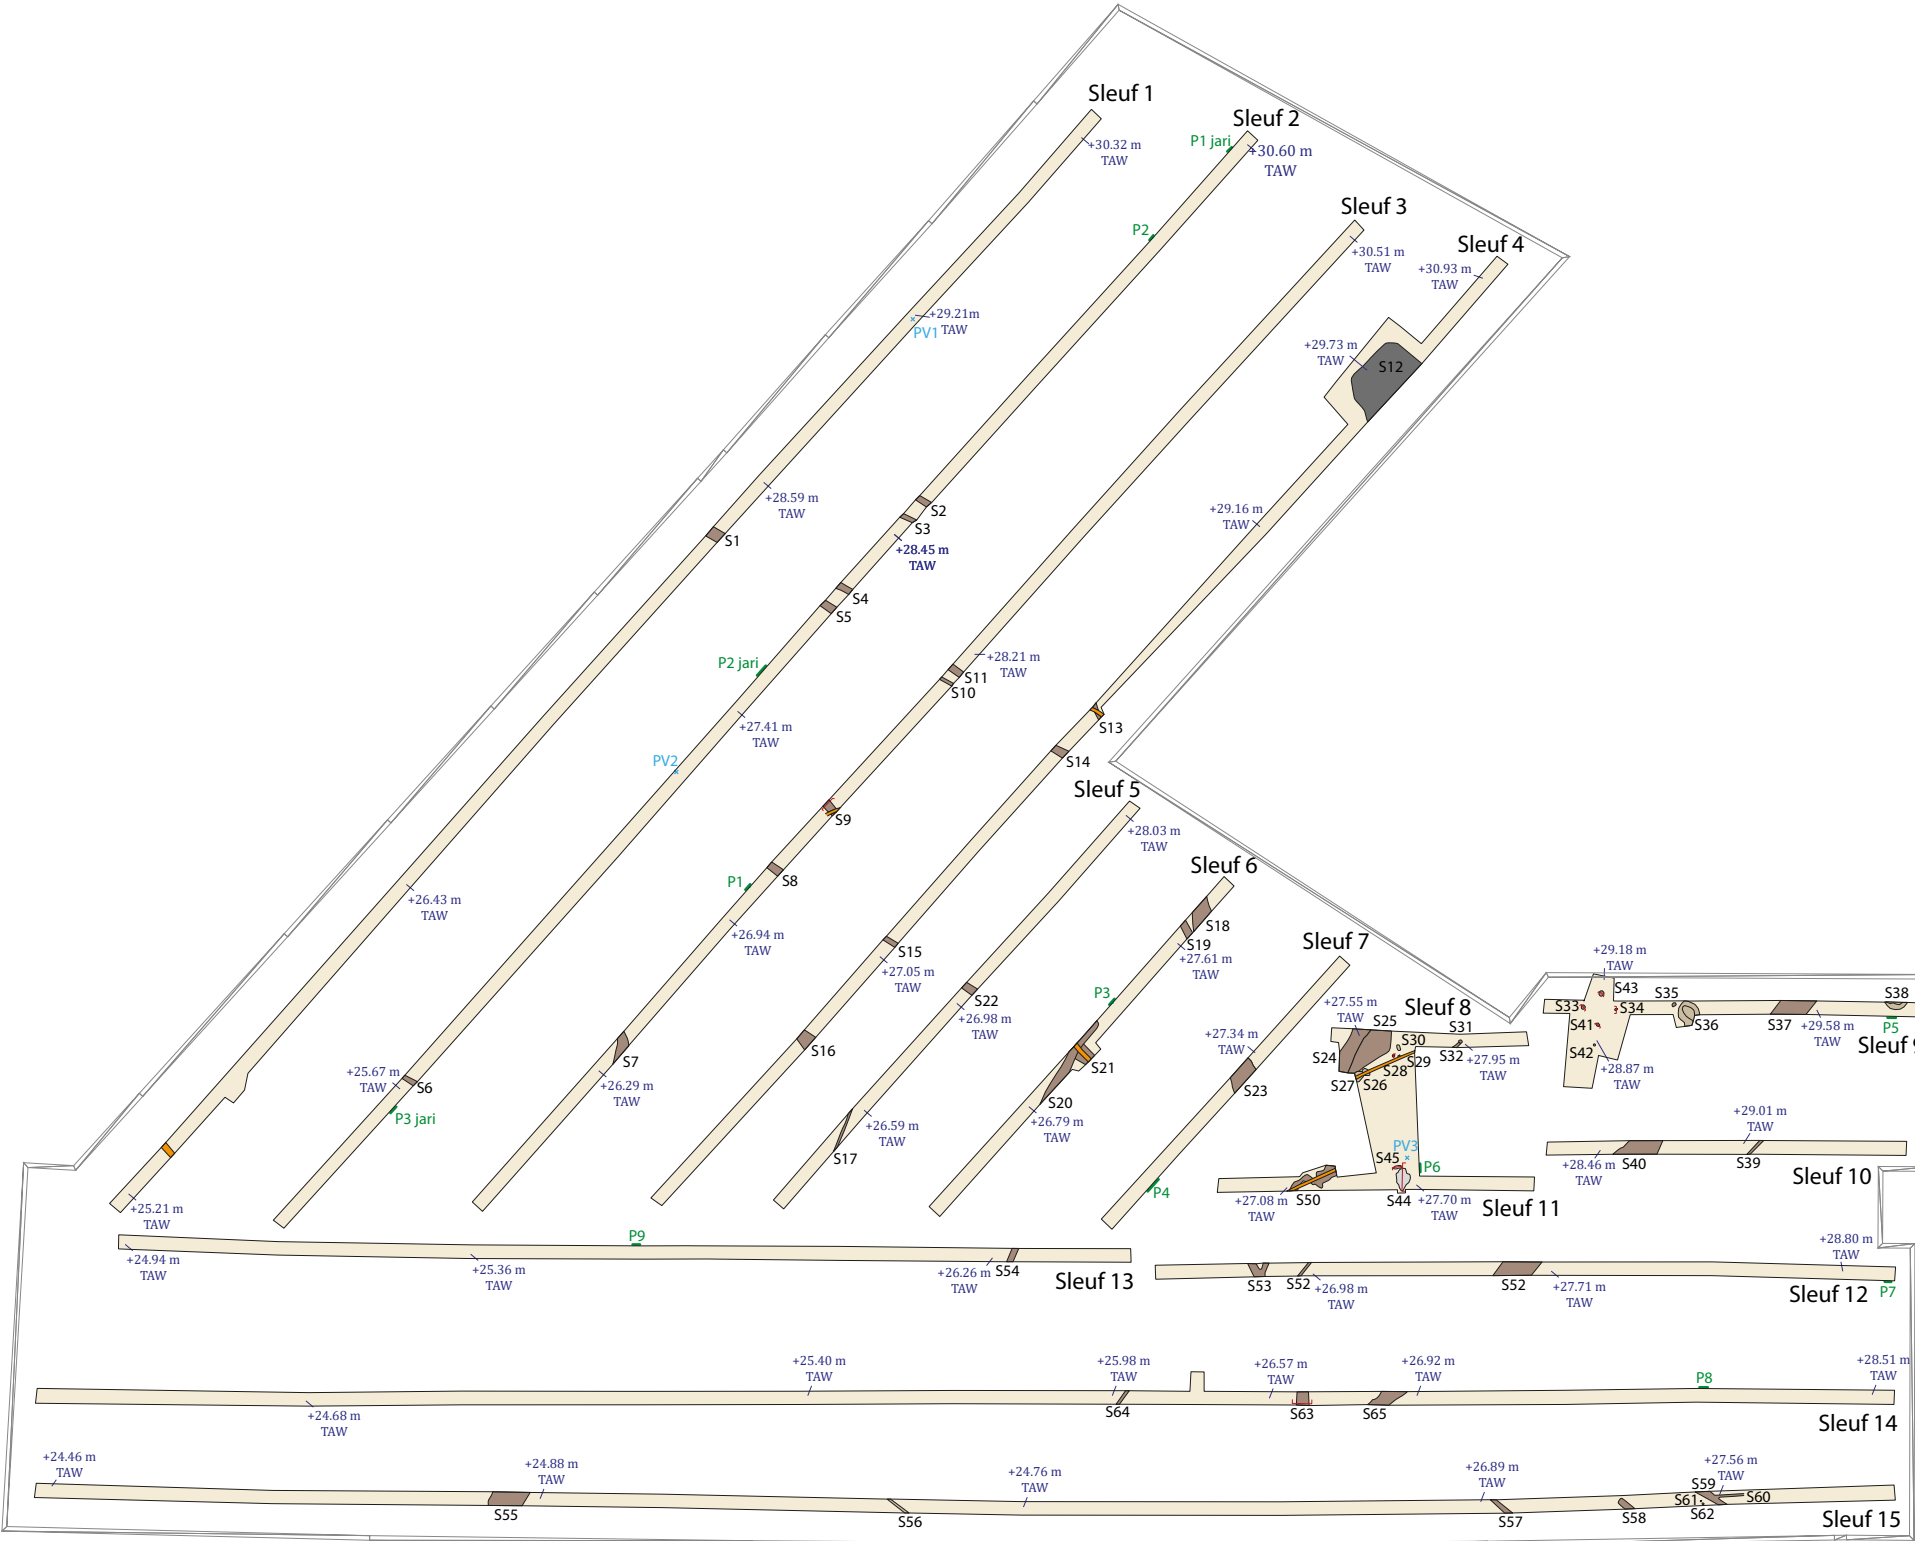 Sleuf 1
+30.32 m
TAW
Sleuf 2
P1 jari
+30.60 m
TAW
P2
Sleuf 3
+30.51 m
TAW
Sleuf 4
+30.93 m
TAW
+29.21m
TAW
PV1
+29.73 m
TAW
S12
+28.59 m
TAW
S1
S2
S3
+28.45 m
TAW
+29.16 m
TAW
S4
S5
P2 jari
+27.41 m
TAW
PV2
+28.21 m
TAW
S11
S10
S13
S14
Sleuf 5
+28.03 m
TAW
S9
S8
P1
+26.94 m
TAW
+26.43 m
TAW
Sleuf 6
S18
S19
+27.61 m
TAW
S15
+27.05 m
TAW
S22
+26.98 m
TAW
P3
Sleuf 7
+27.34 m
TAW
S23
+27.55 m
TAW
Sleuf 8
S25
S24
S30
S31
S32
+27.95 m
TAW
S29
S28
S26
S27
+29.18 m
TAW
S43
S33
S34
S35
S36
S41
S42
+28.87 m
TAW
S37
+29.58 m
TAW
S38
P5
Sleuf
S7
+26.29 m
TAW
S16
S21
S20
+26.79 m
TAW
+25.67 m
TAW
S6
P3 jari
+26.59 m
TAW
S17
P4
PV3
S45
P6
S44
S50
+27.08 m
TAW
+27.70 m
TAW
Sleuf 11
+29.01 m
TAW
+28.46 m
TAW
S40
S39
Sleuf 10
+25.21 m
TAW
P9
+24.94 m
TAW
+25.36 m
TAW
+26.26 m
TAW
S54
Sleuf 13
S53
S52
+26.98 m
TAW
S52
+27.71 m
TAW
+28.80 m
TAW
Sleuf 12
P7
+24.68 m
TAW
+25.40 m
TAW
+25.98 m
TAW
S64
+26.57 m
TAW
S63
S65
+26.92 m
TAW
P8
+28.51 m
TAW
Sleuf 14
+24.46 m
TAW
S55
+24.88 m
TAW
S56
+24.76 m
TAW
+26.89 m
TAW
S57
S58
S59
+27.56 m
TAW
S61
S62
S60
Sleuf 15